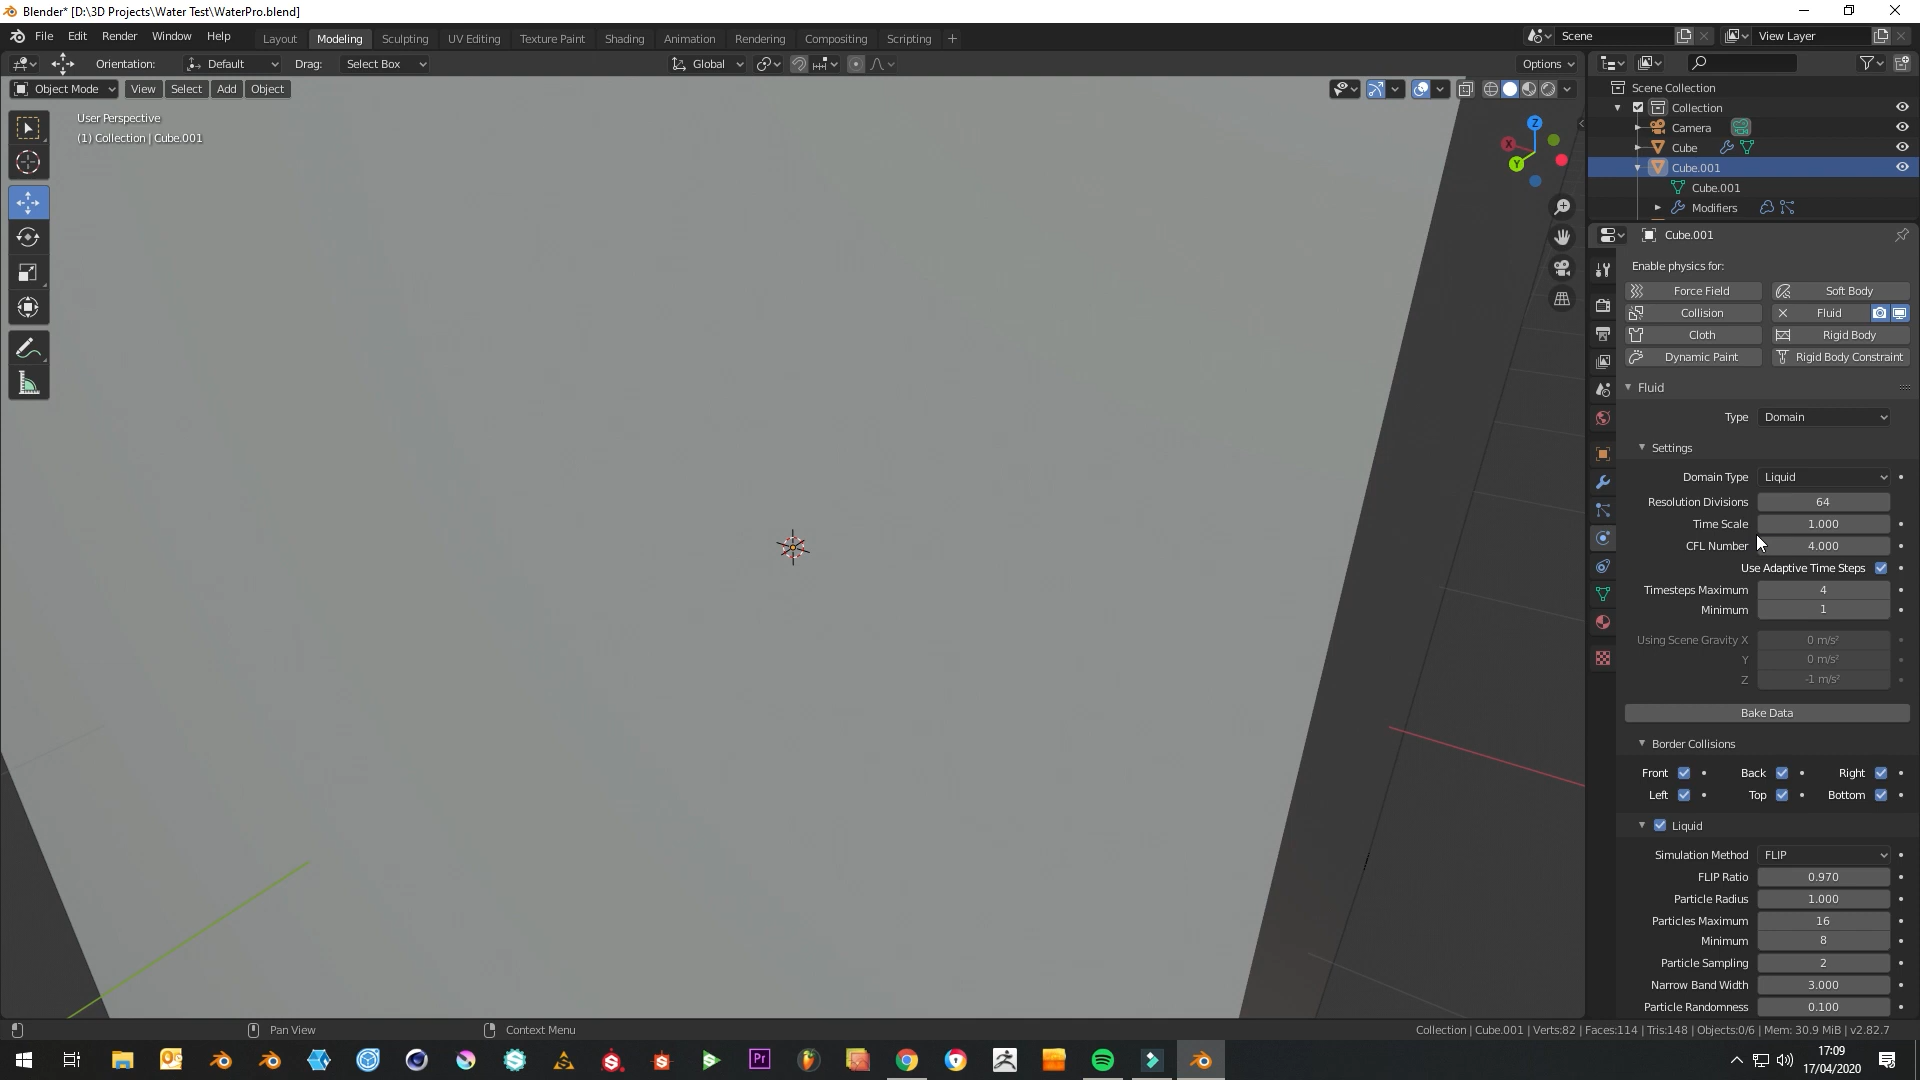 Blender* [D:\3D Projects\Water Test\WaterPro.blend]
File Edit Render Window Help Layout Modeling Sculpting UV Editing Texture Paint Shading Animation Rendering Compositing Scripting + Scene View Layer
Orientation: Default Drag: Select Box Global Options
Object Mode View Select Add Object
User Perspective
(1) Collection | Cube.001
Z
X
Y
Scene Collection
Collection
Camera
Cube
Cube.001
Cube.001
Modifiers
Cube.001
Enable physics for:
Force Field Soft Body
Collision Fluid
Cloth Rigid Body
Dynamic Paint Rigid Body Constraint
Fluid
Type Domain
Settings
Domain Type Liquid
Resolution Divisions 64
Time Scale 1.000
CFL Number 4.000
Use Adaptive Time Steps
Timesteps Maximum 4
Minimum 1
Using Scene Gravity X 0 m/s²
Y 0 m/s²
Z -1 m/s²
Bake Data
Border Collisions
Front Back Right
Left Top Bottom
Liquid
Simulation Method FLIP
FLIP Ratio 0.970
Particle Radius 1.000
Particles Maximum 16
Minimum 8
Particle Sampling 2
Narrow Band Width 3.000
Particle Randomness 0.100
Pan View Context Menu Collection | Cube.001 | Verts:82 | Faces:114 | Tris:148 | Objects:0/6 | Mem: 30.9 MiB | v2.82.7
Pr
17:09
17/04/2020